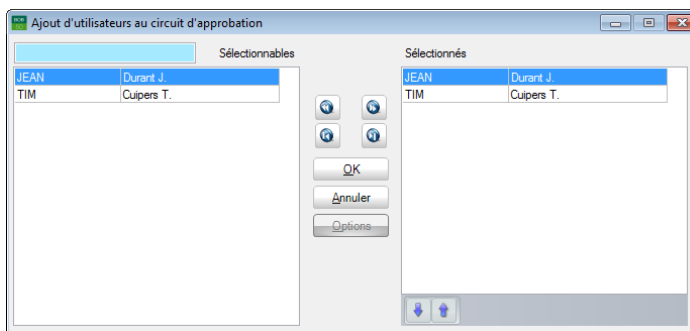 Ajout d'utilisateurs au circuit d'approbation
Sélectionnables
Sélectionnés
JEAN Durant J.
TIM Cuipers T.
JEAN Durant J.
TIM Cuipers T.
OK
Annuler
Options